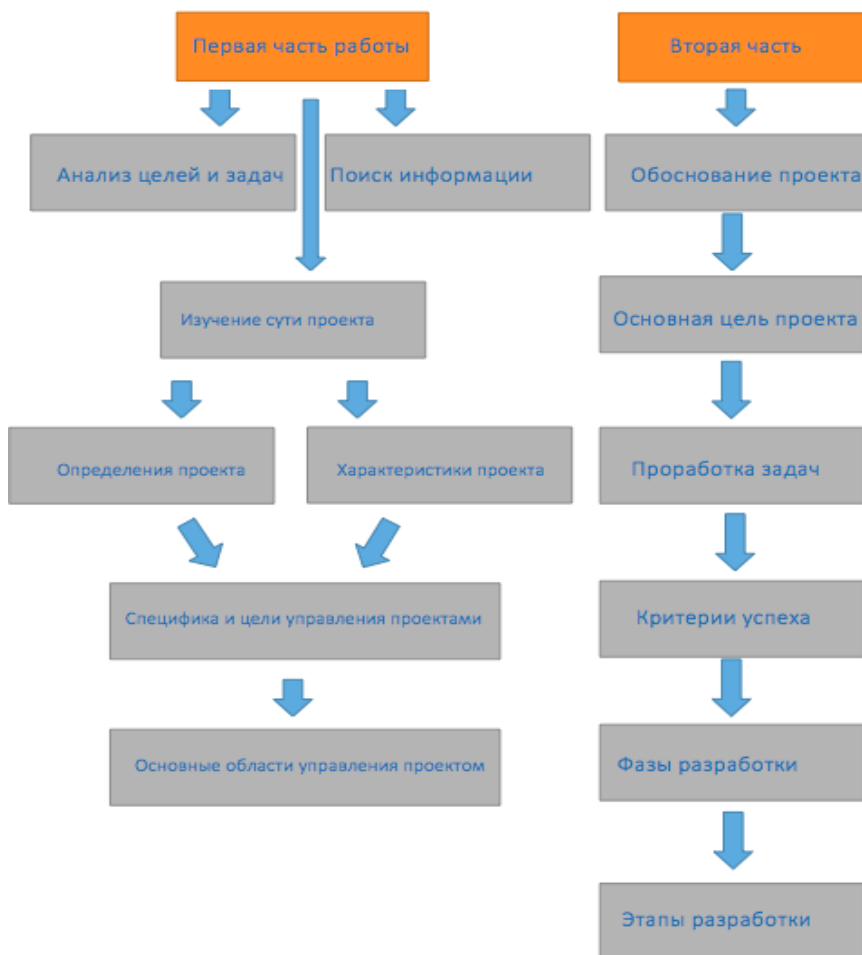 Первая часть работы
Вторая часть
Анализ целей и задач
Поиск информации
Обоснование проекта
Изучение сути проекта
Основная цель проекта
Определения проекта
Характеристики проекта
Проработка задач
Специфика и цели управления проектами
Критерии успеха
Основные области управления проектом
Фазы разработки
Этапы разработки